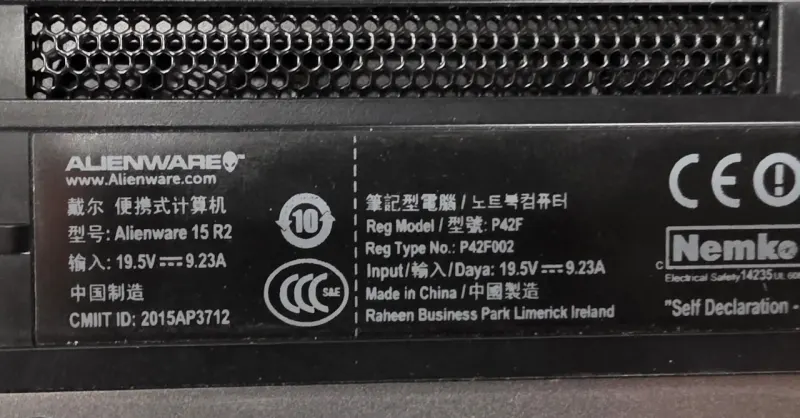 ALIENWARE
www.Alienware.com
戴尔 便携式计算机
型号: Alienware 15 R2
输入: 19.5V⎓9.23A
中国制造
CMIIT ID: 2015AP3712
10
CCC S&E
筆記型電腦 / 노트북컴퓨터
Reg Model / 型號: P42F
Reg Type No.: P42F002
Input/輸入/Daya: 19.5V⎓9.23A
Made in China / 中國製造
Raheen Business Park Limerick Ireland
CE
C Nemko
Electrical Safety 14235 UL 60
"Self Declaration -